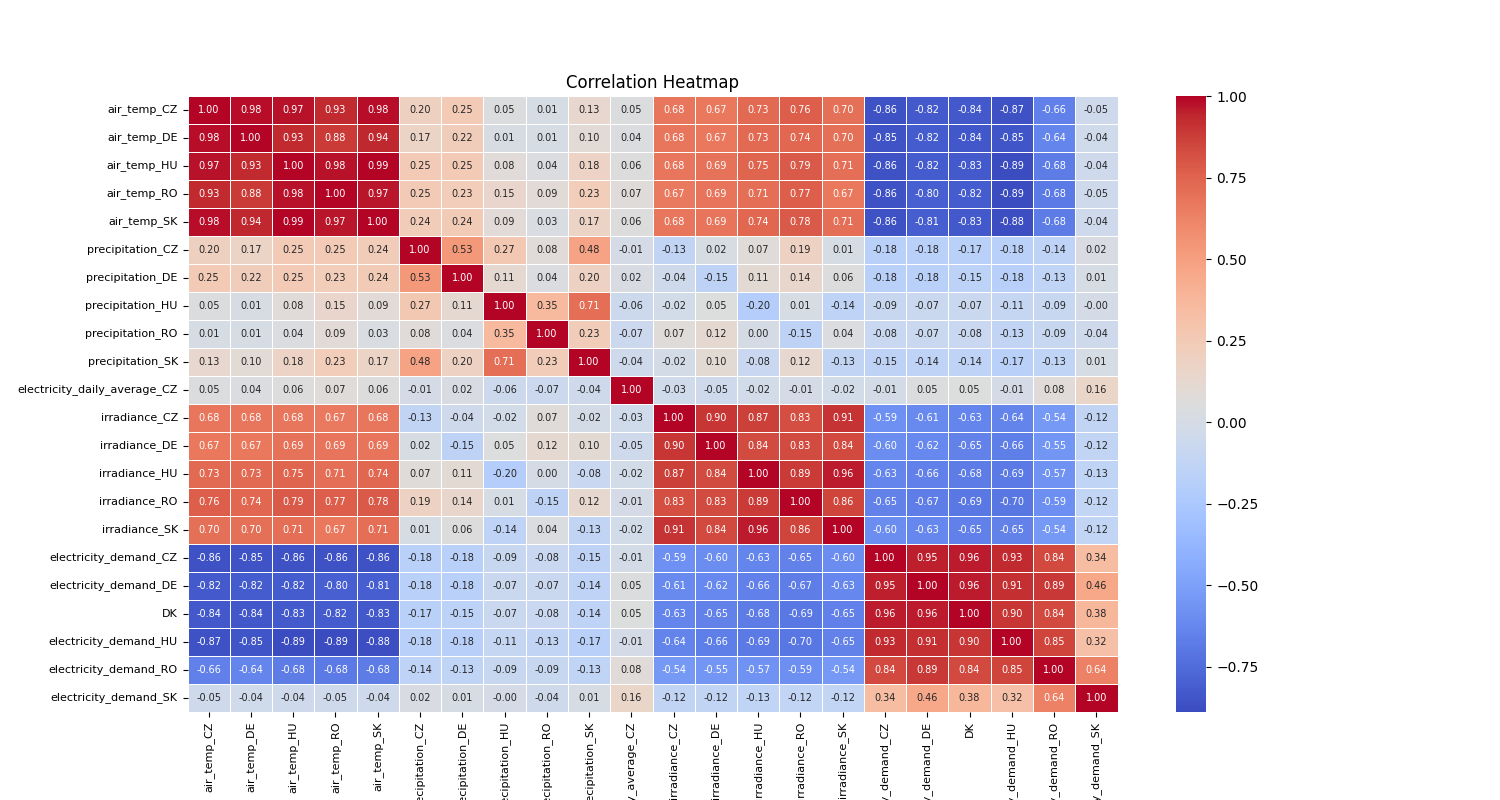 Correlation Heatmap
air_temp_CZ 1.00 0.98 0.97 0.93 0.98 0.20 0.25 0.05 0.01 0.13 0.05 0.68 0.67 0.73 0.76 0.70 -0.86 -0.82 -0.84 -0.87 -0.66 -0.05
air_temp_DE 0.98 1.00 0.93 0.88 0.94 0.17 0.22 0.01 0.01 0.10 0.04 0.68 0.67 0.73 0.74 0.70 -0.85 -0.82 -0.84 -0.85 -0.64 -0.04
air_temp_HU 0.97 0.93 1.00 0.98 0.99 0.25 0.25 0.08 0.04 0.18 0.06 0.68 0.69 0.75 0.79 0.71 -0.86 -0.82 -0.83 -0.89 -0.68 -0.04
air_temp_RO 0.93 0.88 0.98 1.00 0.97 0.25 0.23 0.15 0.09 0.23 0.07 0.67 0.69 0.71 0.77 0.67 -0.86 -0.80 -0.82 -0.89 -0.68 -0.05
air_temp_SK 0.98 0.94 0.99 0.97 1.00 0.24 0.24 0.09 0.03 0.17 0.06 0.68 0.69 0.74 0.78 0.71 -0.86 -0.81 -0.83 -0.88 -0.68 -0.04
precipitation_CZ 0.20 0.17 0.25 0.25 0.24 1.00 0.53 0.27 0.08 0.48 -0.01 -0.13 0.02 0.07 0.19 0.01 -0.18 -0.18 -0.17 -0.18 -0.14 0.02
precipitation_DE 0.25 0.22 0.25 0.23 0.24 0.53 1.00 0.11 0.04 0.20 0.02 -0.04 -0.15 0.11 0.14 0.06 -0.18 -0.18 -0.15 -0.18 -0.13 0.01
precipitation_HU 0.05 0.01 0.08 0.15 0.09 0.27 0.11 1.00 0.35 0.71 -0.06 -0.02 0.05 -0.20 0.01 -0.14 -0.09 -0.07 -0.07 -0.11 -0.09 -0.00
precipitation_RO 0.01 0.01 0.04 0.09 0.03 0.08 0.04 0.35 1.00 0.23 -0.07 0.07 0.12 0.00 -0.15 0.04 -0.08 -0.07 -0.08 -0.13 -0.09 -0.04
precipitation_SK 0.13 0.10 0.18 0.23 0.17 0.48 0.20 0.71 0.23 1.00 -0.04 -0.02 0.10 -0.08 0.12 -0.13 -0.15 -0.14 -0.14 -0.17 -0.13 0.01
electricity_daily_average_CZ 0.05 0.04 0.06 0.07 0.06 -0.01 0.02 -0.06 -0.07 -0.04 1.00 -0.03 -0.05 -0.02 -0.01 -0.02 -0.01 0.05 0.05 -0.01 0.08 0.16
irradiance_CZ 0.68 0.68 0.68 0.67 0.68 -0.13 -0.04 -0.02 0.07 -0.02 -0.03 1.00 0.90 0.87 0.83 0.91 -0.59 -0.61 -0.63 -0.64 -0.54 -0.12
irradiance_DE 0.67 0.67 0.69 0.69 0.69 0.02 -0.15 0.05 0.12 0.10 -0.05 0.90 1.00 0.84 0.83 0.84 -0.60 -0.62 -0.65 -0.66 -0.55 -0.12
irradiance_HU 0.73 0.73 0.75 0.71 0.74 0.07 0.11 -0.20 0.00 -0.08 -0.02 0.87 0.84 1.00 0.89 0.96 -0.63 -0.66 -0.68 -0.69 -0.57 -0.13
irradiance_RO 0.76 0.74 0.79 0.77 0.78 0.19 0.14 0.01 -0.15 0.12 -0.01 0.83 0.83 0.89 1.00 0.86 -0.65 -0.67 -0.69 -0.70 -0.59 -0.12
irradiance_SK 0.70 0.70 0.71 0.67 0.71 0.01 0.06 -0.14 0.04 -0.13 -0.02 0.91 0.84 0.96 0.86 1.00 -0.60 -0.63 -0.65 -0.65 -0.54 -0.12
electricity_demand_CZ -0.86 -0.85 -0.86 -0.86 -0.86 -0.18 -0.18 -0.09 -0.08 -0.15 -0.01 -0.59 -0.60 -0.63 -0.65 -0.60 1.00 0.95 0.96 0.93 0.84 0.34
electricity_demand_DE -0.82 -0.82 -0.82 -0.80 -0.81 -0.18 -0.18 -0.07 -0.07 -0.14 0.05 -0.61 -0.62 -0.66 -0.67 -0.63 0.95 1.00 0.96 0.91 0.89 0.46
DK -0.84 -0.84 -0.83 -0.82 -0.83 -0.17 -0.15 -0.07 -0.08 -0.14 0.05 -0.63 -0.65 -0.68 -0.69 -0.65 0.96 0.96 1.00 0.90 0.84 0.38
electricity_demand_HU -0.87 -0.85 -0.89 -0.89 -0.88 -0.18 -0.18 -0.11 -0.13 -0.17 -0.01 -0.64 -0.66 -0.69 -0.70 -0.65 0.93 0.91 0.90 1.00 0.85 0.32
electricity_demand_RO -0.66 -0.64 -0.68 -0.68 -0.68 -0.14 -0.13 -0.09 -0.09 -0.13 0.08 -0.54 -0.55 -0.57 -0.59 -0.54 0.84 0.89 0.84 0.85 1.00 0.64
electricity_demand_SK -0.05 -0.04 -0.04 -0.05 -0.04 0.02 0.01 -0.00 -0.04 0.01 0.16 -0.12 -0.12 -0.13 -0.12 -0.12 0.34 0.46 0.38 0.32 0.64 1.00
air_temp_CZ
air_temp_DE
air_temp_HU
air_temp_RO
air_temp_SK
ecipitation_CZ
ecipitation_DE
ecipitation_HU
ecipitation_RO
ecipitation_SK
y_average_CZ
irradiance_CZ
irradiance_DE
irradiance_HU
irradiance_RO
irradiance_SK
y_demand_CZ
y_demand_DE
DK
y_demand_HU
y_demand_RO
y_demand_SK
1.00
0.75
0.50
0.25
0.00
−0.25
−0.50
−0.75